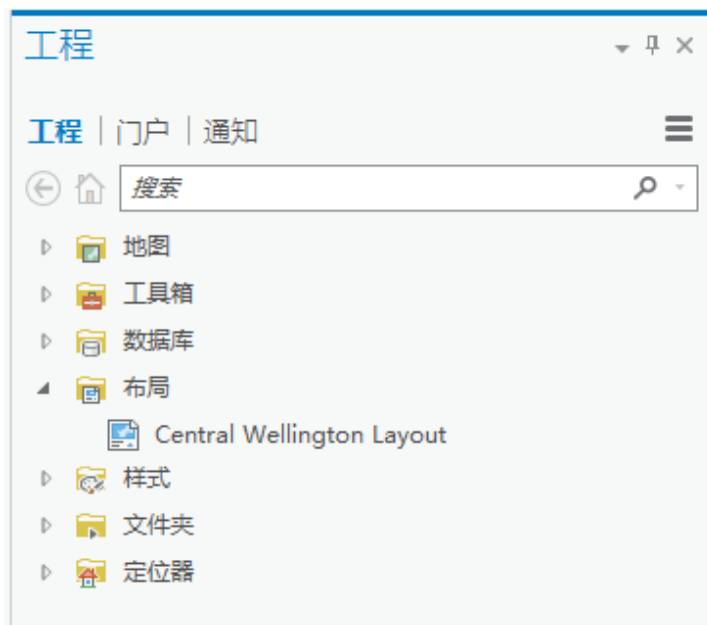 工程
工程 | 门户 | 通知
搜索
地图
工具箱
数据库
布局
Central Wellington Layout
样式
文件夹
定位器